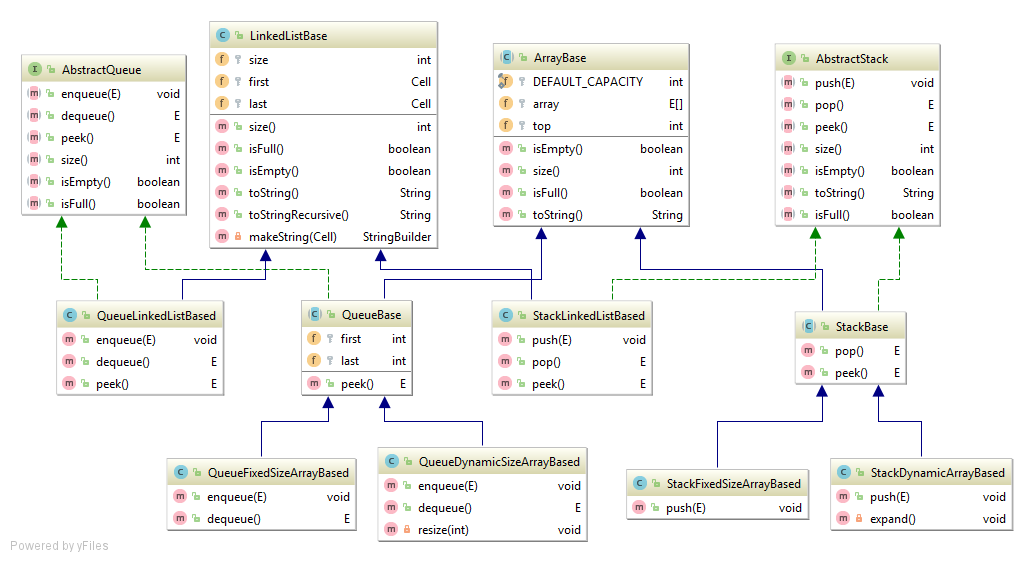 AbstractQueue
enqueue(E) void
dequeue() E
peek() E
size() int
isEmpty() boolean
isFull() boolean
LinkedListBase
size int
first Cell
last Cell
size() int
isFull() boolean
isEmpty() boolean
toString() String
toStringRecursive() String
makeString(Cell) StringBuilder
ArrayBase
DEFAULT_CAPACITY int
array E[]
top int
isEmpty() boolean
size() int
isFull() boolean
toString() String
AbstractStack
push(E) void
pop() E
peek() E
size() int
isEmpty() boolean
toString() String
isFull() boolean
QueueLinkedListBased
enqueue(E) void
dequeue() E
peek() E
QueueBase
first int
last int
peek() E
StackLinkedListBased
push(E) void
pop() E
peek() E
StackBase
pop() E
peek() E
QueueFixedSizeArrayBased
enqueue(E) void
dequeue() E
QueueDynamicSizeArrayBased
enqueue(E) void
dequeue() E
resize(int) void
StackFixedSizeArrayBased
push(E) void
StackDynamicArrayBased
push(E) void
expand() void
Powered by yFiles